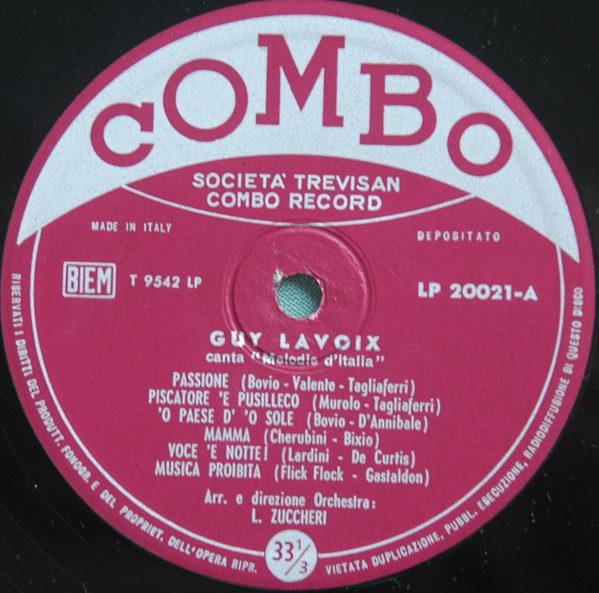 COMBO
SOCIETÀ TREVISAN
COMBO RECORD
MADE IN ITALY
DEPOSITATO
BIEM T 9542 LP
LP 20021-A
GUY LAVOIX
canta "Melodie d'Italia"
PASSIONE (Bovio - Valente - Tagliaferri)
PISCATORE 'E PUSILLECO (Murolo - Tagliaferri)
'O PAESE D' 'O SOLE (Bovio - D'Annibale)
MAMMA (Cherubini - Bixio)
VOCE 'E NOTTE! (Lardini - De Curtis)
MUSICA PROIBITA (Flick Flock - Gastaldon)
Arr. e direzione Orchestra:
L. ZUCCHERI
33 1/3
RISERVATI I DIRITTI DEL PRODUTT. FONOGR. E DEL PROPRIET. DELL'OPERA RIPR. VIETATA DUPLICAZIONE, PUBBL. ESECUZIONE, RADIODIFFUSIONE DI QUESTO DISCO